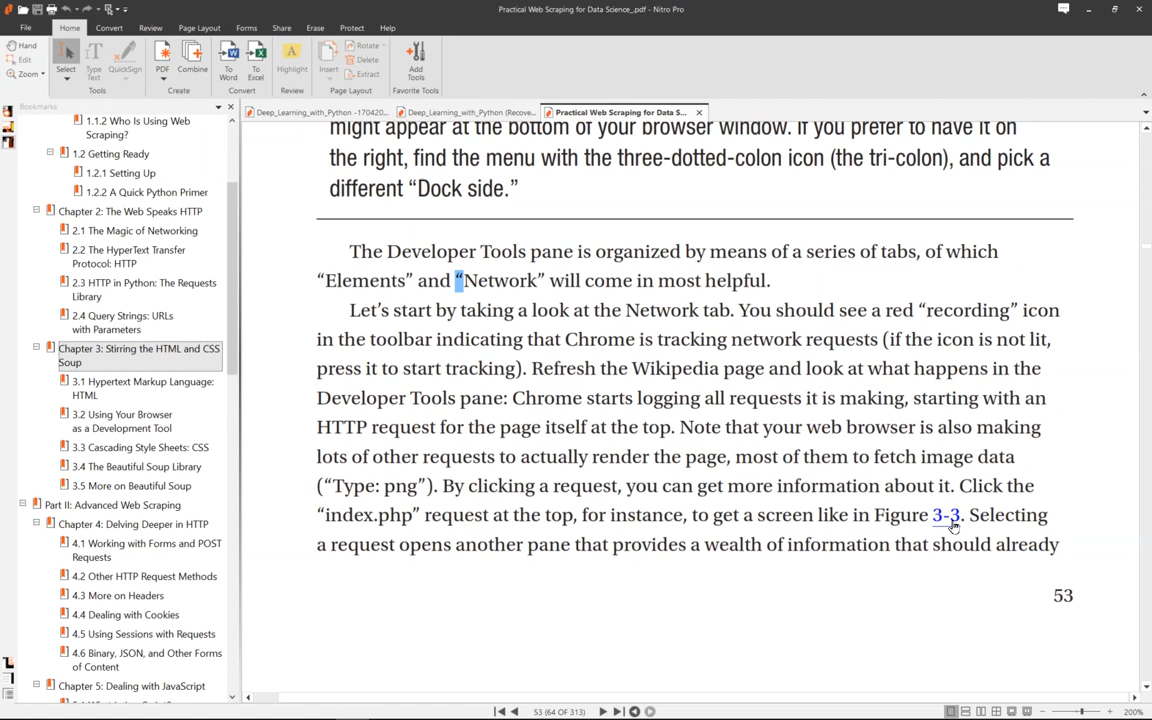 Practical Web Scraping for Data Science_.pdf - Nitro Pro
File Home Convert Review Page Layout Forms Share Erase Protect Help
Hand
Edit
Zoom
Select
Type Text
QuickSign
PDF
Combine
To Word
To Excel
Highlight
Insert
Rotate
Delete
Extract
Add Tools
Tools Create Convert Review Page Layout Favorite Tools
Bookmarks
Deep_Learning_with_Python -170420...
Deep_Learning_with_Python (Recove...
Practical Web Scraping for Data S...
1.1.2 Who Is Using Web
Scraping?
1.2 Getting Ready
1.2.1 Setting Up
1.2.2 A Quick Python Primer
Chapter 2: The Web Speaks HTTP
2.1 The Magic of Networking
2.2 The HyperText Transfer
Protocol: HTTP
2.3 HTTP in Python: The Requests
Library
2.4 Query Strings: URLs
with Parameters
Chapter 3: Stirring the HTML and CSS
Soup
3.1 Hypertext Markup Language:
HTML
3.2 Using Your Browser
as a Development Tool
3.3 Cascading Style Sheets: CSS
3.4 The Beautiful Soup Library
3.5 More on Beautiful Soup
Part II: Advanced Web Scraping
Chapter 4: Delving Deeper in HTTP
4.1 Working with Forms and POST
Requests
4.2 Other HTTP Request Methods
4.3 More on Headers
4.4 Dealing with Cookies
4.5 Using Sessions with Requests
4.6 Binary, JSON, and Other Forms
of Content
Chapter 5: Dealing with JavaScript
might appear at the bottom of your browser window. If you prefer to have it on
the right, find the menu with the three-dotted-colon icon (the tri-colon), and pick a
different “Dock side.”
The Developer Tools pane is organized by means of a series of tabs, of which
“Elements” and “Network” will come in most helpful.
Let’s start by taking a look at the Network tab. You should see a red “recording” icon
in the toolbar indicating that Chrome is tracking network requests (if the icon is not lit,
press it to start tracking). Refresh the Wikipedia page and look at what happens in the
Developer Tools pane: Chrome starts logging all requests it is making, starting with an
HTTP request for the page itself at the top. Note that your web browser is also making
lots of other requests to actually render the page, most of them to fetch image data
(“Type: png”). By clicking a request, you can get more information about it. Click the
“index.php” request at the top, for instance, to get a screen like in Figure 3-3. Selecting
a request opens another pane that provides a wealth of information that should already
53
53 (64 OF 313)
200%